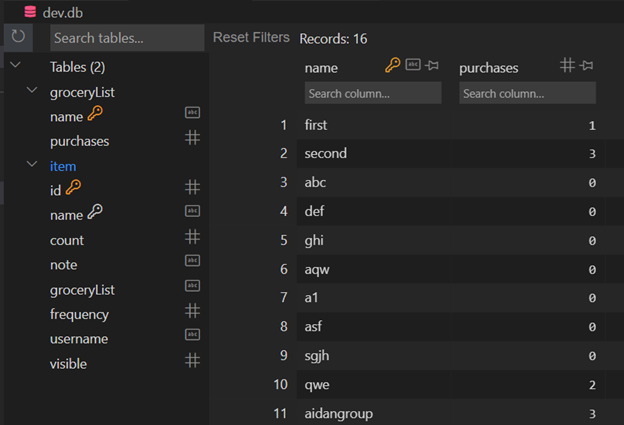 dev.db
Search tables...
Tables (2)
groceryList
name
purchases
item
id
name
count
note
groceryList
frequency
username
visible
Reset Filters Records: 16
name purchases
Search column... Search column...
1 first 1
2 second 3
3 abc 0
4 def 0
5 ghi 0
6 aqw 0
7 a1 0
8 asf 0
9 sgjh 0
10 qwe 2
11 aidangroup 3